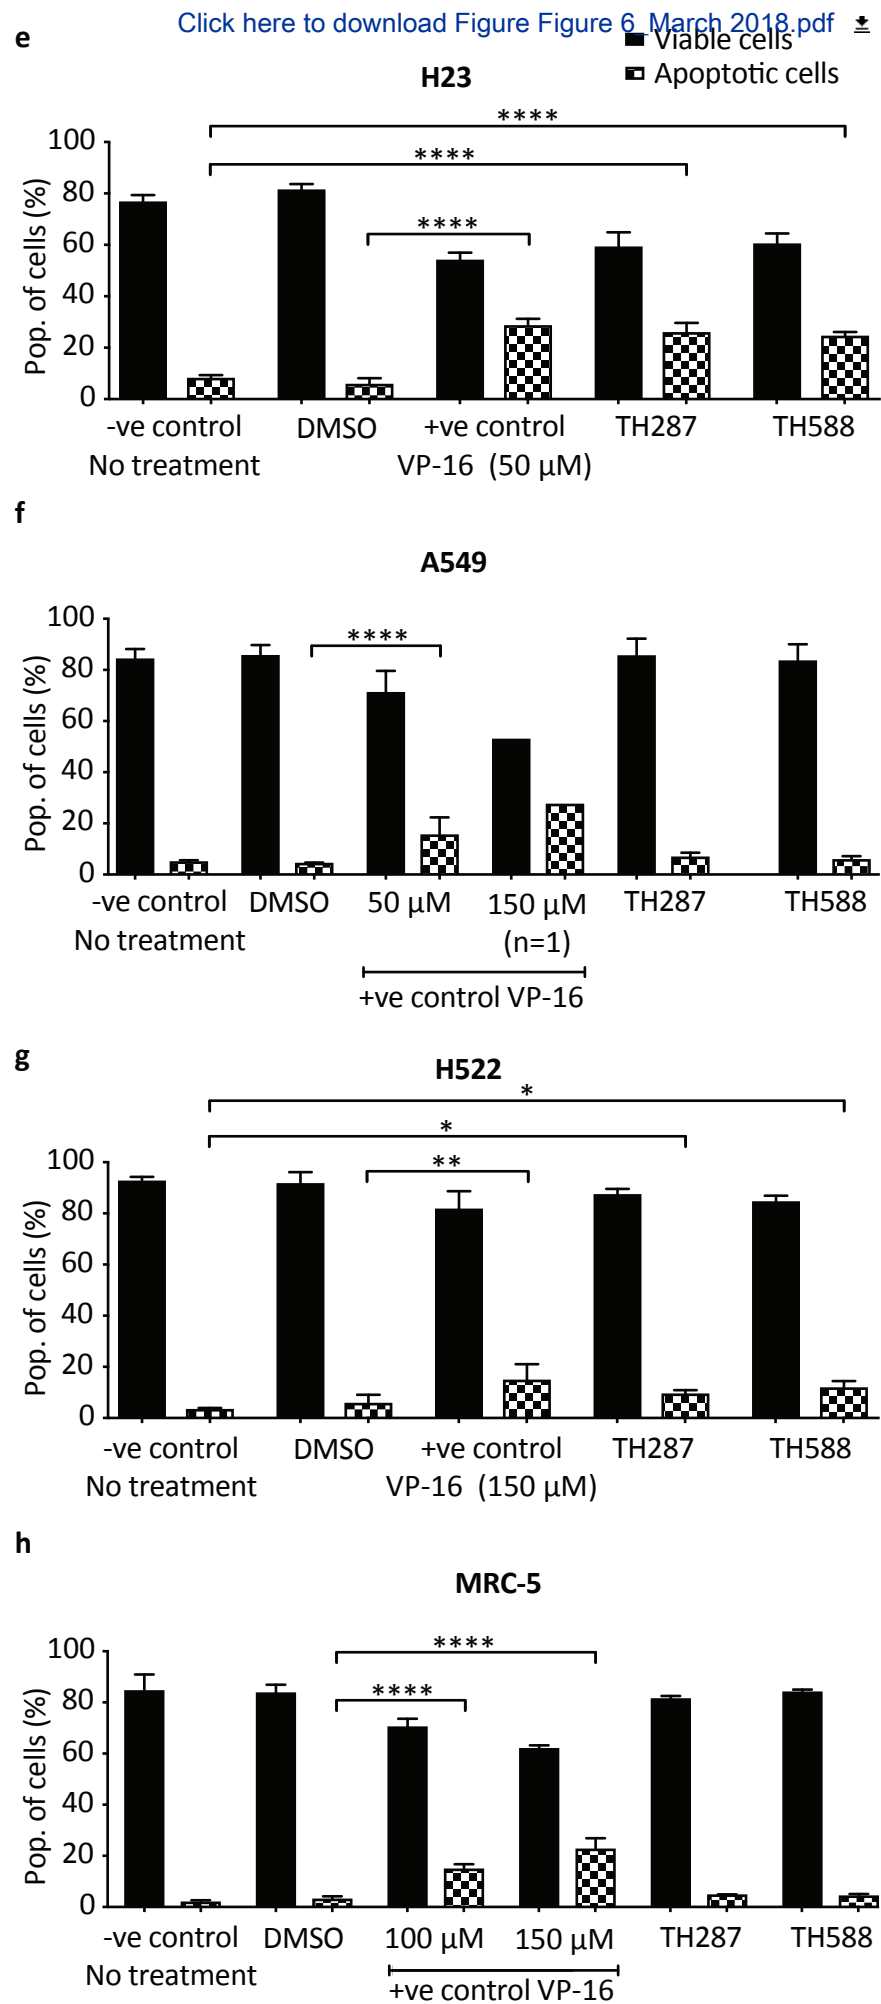 Click here to download Figure Figure 6_March 2018.pdf
e
Viable cells
Apoptotic cells
H23
****
****
****
Pop. of cells (%)
100
80
60
40
20
0
-ve control DMSO +ve control TH287 TH588
No treatment VP-16 (50 µM)
f
A549
****
Pop. of cells (%)
100
80
60
40
20
0
-ve control DMSO 50 µM 150 µM TH287 TH588
No treatment (n=1)
+ve control VP-16
g
H522
*
*
**
Pop. of cells (%)
100
80
60
40
20
0
-ve control DMSO +ve control TH287 TH588
No treatment VP-16 (150 µM)
h
MRC-5
****
****
Pop. of cells (%)
100
80
60
40
20
0
-ve control DMSO 100 µM 150 µM TH287 TH588
No treatment +ve control VP-16